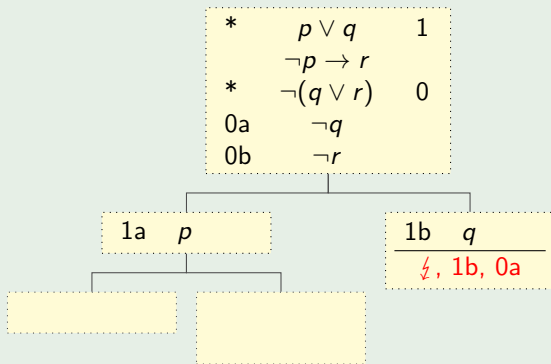 * p ∨ q 1
¬p → r
* ¬(q ∨ r) 0
0a ¬q
0b ¬r
1a p
1b q
↯, 1b, 0a